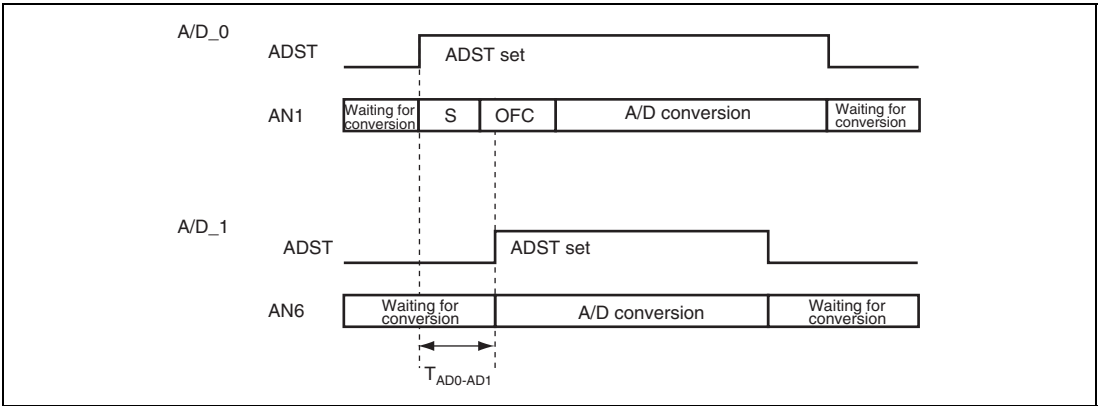 A/D_0
ADST
ADST set
AN1
Waiting for
conversion
S
OFC
A/D conversion
Waiting for
conversion
A/D_1
ADST
ADST set
AN6
Waiting for
conversion
A/D conversion
Waiting for
conversion
TAD0-AD1